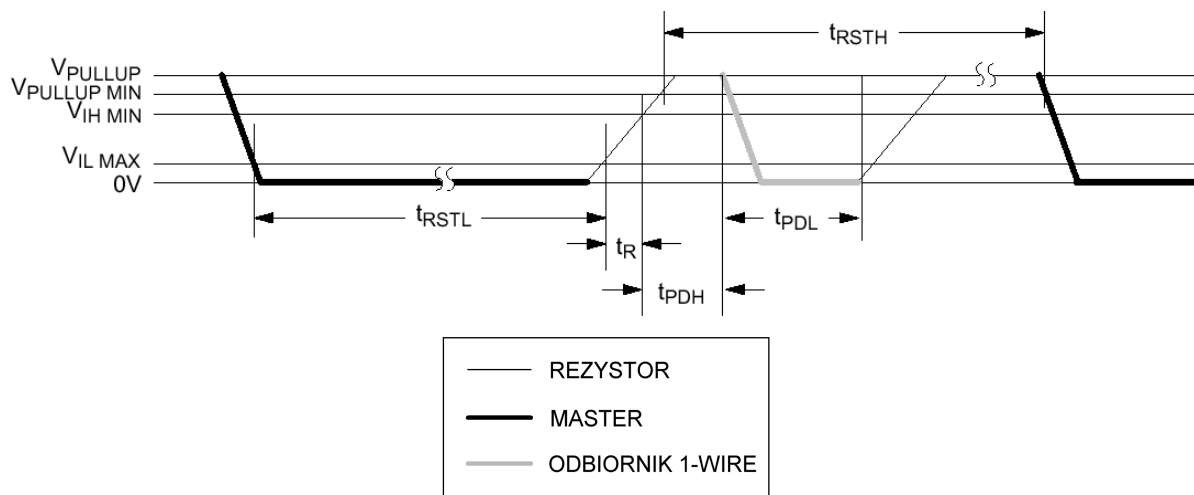 tRSTH
VPULLUP
VPULLUP MIN
VIH MIN
VIL MAX
0V
tRSTL
tPDL
tR
tPDH
REZYSTOR
MASTER
ODBIORNIK 1-WIRE